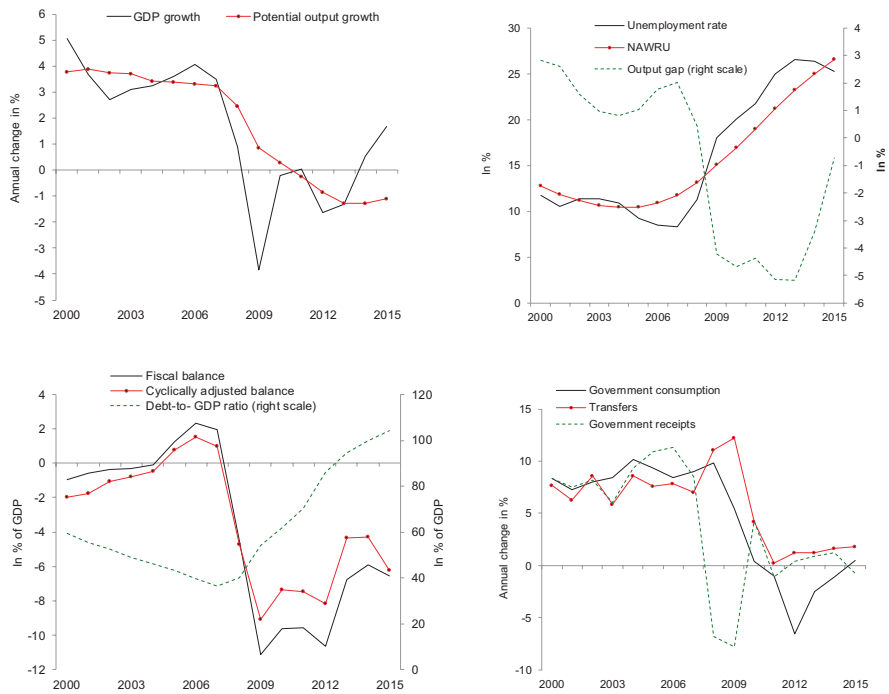 GDP growth
Potential output growth
Annual change in %
5
4
3
2
1
0
-1
-2
-3
-4
-5
6
2000 2003 2006 2009 2012 2015
Unemployment rate
NAWRU
Output gap (right scale)
In %
30
25
20
15
10
5
0
4
3
2
1
0
-1
-2
-3
-4
-5
-6
In %
2000 2003 2006 2009 2012 2015
Fiscal balance
Cyclically adjusted balance
Debt-to- GDP ratio (right scale)
In % of GDP
4
2
0
-2
-4
-6
-8
-10
-12
120
100
80
60
40
20
0
In % of GDP
2000 2003 2006 2009 2012 2015
Government consumption
Transfers
Government receipts
Annual change in %
15
10
5
0
-5
-10
2000 2003 2006 2009 2012 2015